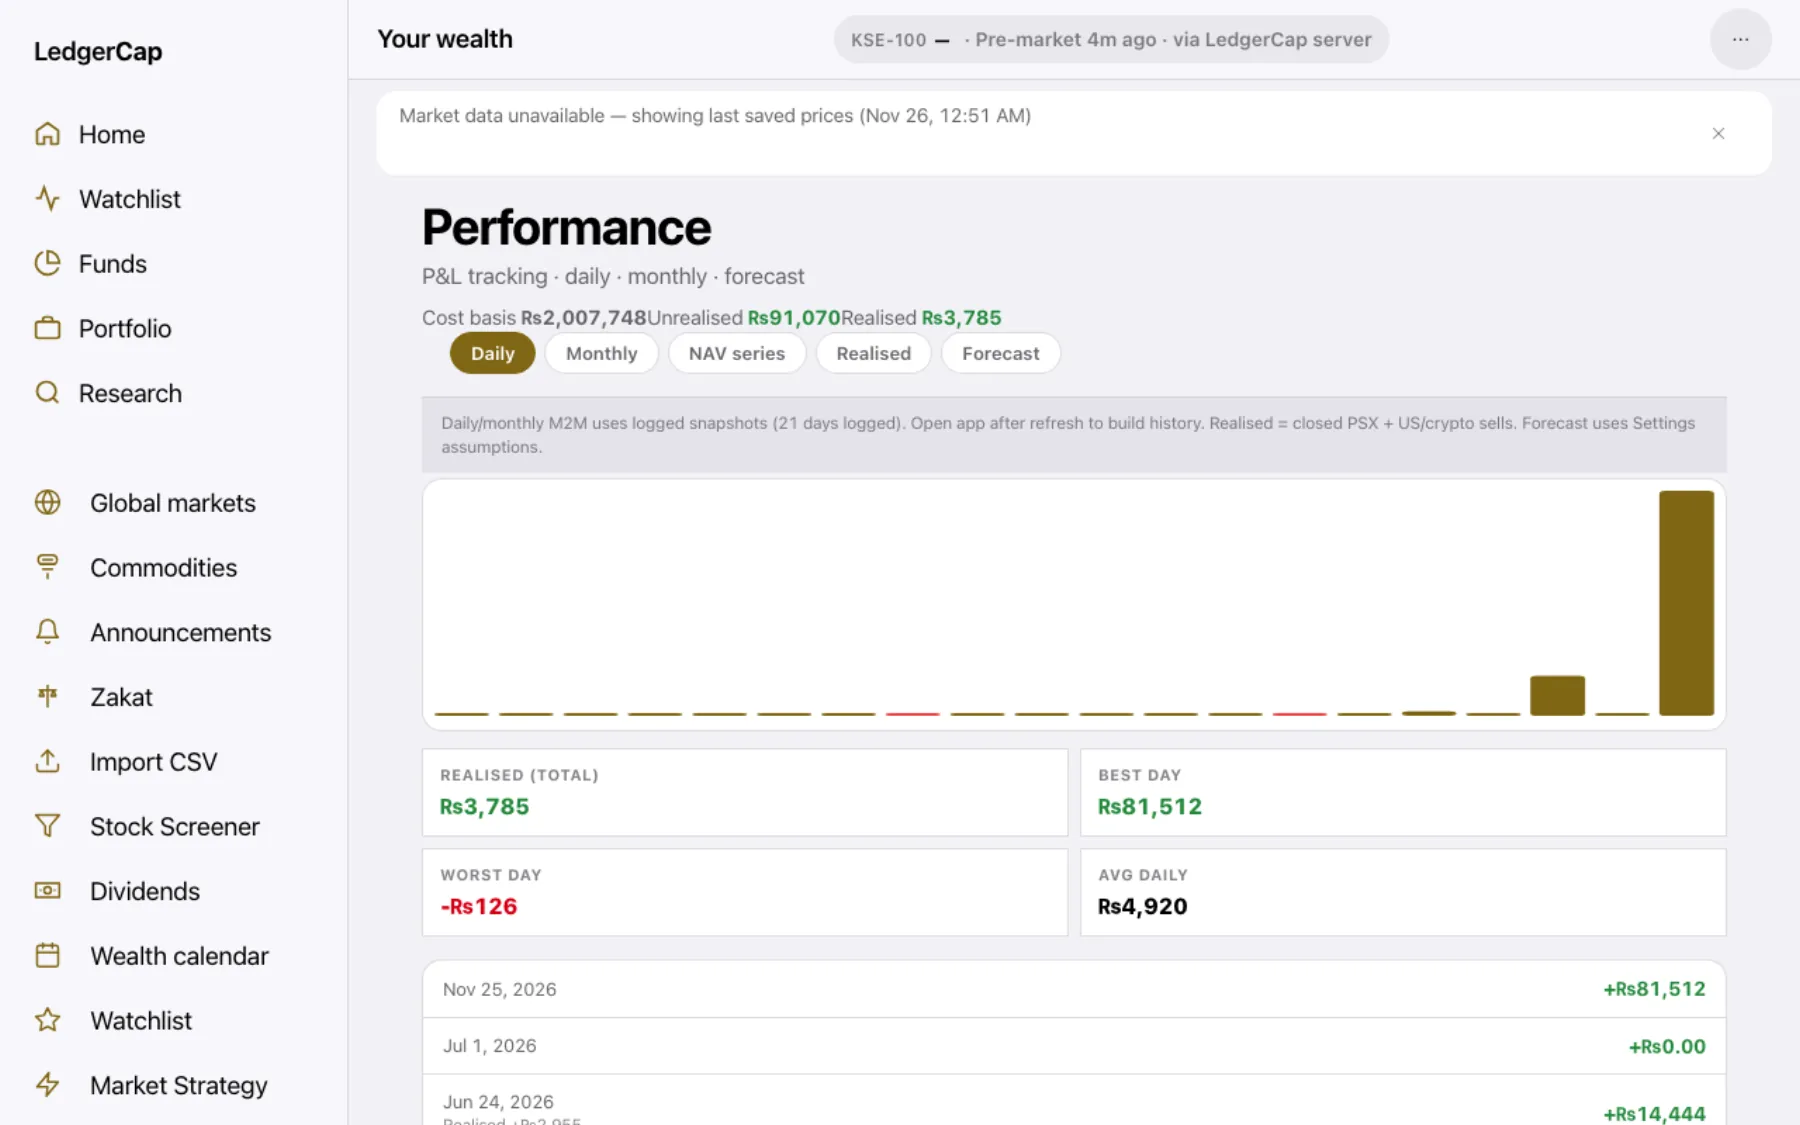 LedgerCap
Home
Watchlist
Funds
Portfolio
Research
Global markets
Commodities
Announcements
Zakat
Import CSV
Stock Screener
Dividends
Wealth calendar
Watchlist
Market Strategy
Your wealth
KSE-100 — · Pre-market 4m ago · via LedgerCap server
...
Market data unavailable — showing last saved prices (Nov 26, 12:51 AM)
Performance
P&L tracking · daily · monthly · forecast
Cost basis Rs2,007,748Unrealised Rs91,070Realised Rs3,785
Daily
Monthly
NAV series
Realised
Forecast
Daily/monthly M2M uses logged snapshots (21 days logged). Open app after refresh to build history. Realised = closed PSX + US/crypto sells. Forecast uses Settings
assumptions.
REALISED (TOTAL)
Rs3,785
BEST DAY
Rs81,512
WORST DAY
-Rs126
AVG DAILY
Rs4,920
Nov 25, 2026
+Rs81,512
Jul 1, 2026
+Rs0.00
Jun 24, 2026
+Rs14,444
Realised +Rs2,955